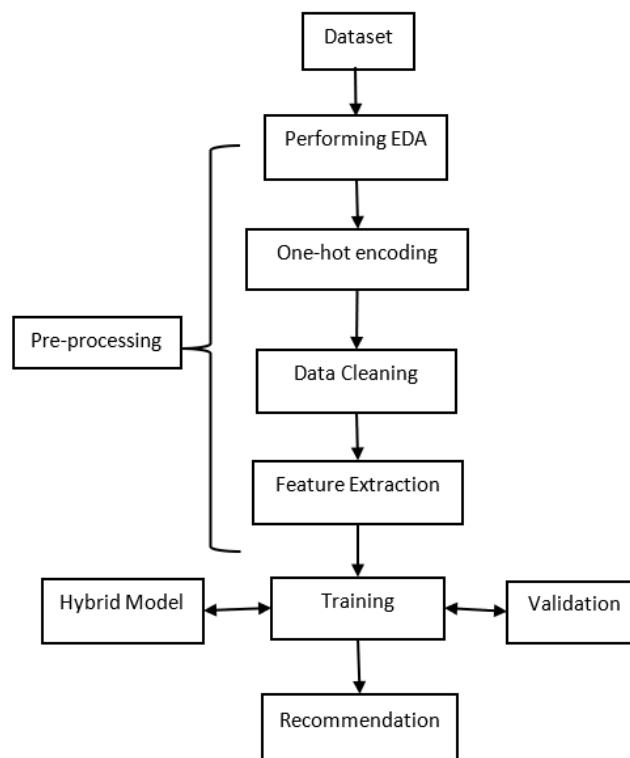 Dataset
Performing EDA
One-hot encoding
Pre-processing
Data Cleaning
Feature Extraction
Hybrid Model
Training
Validation
Recommendation